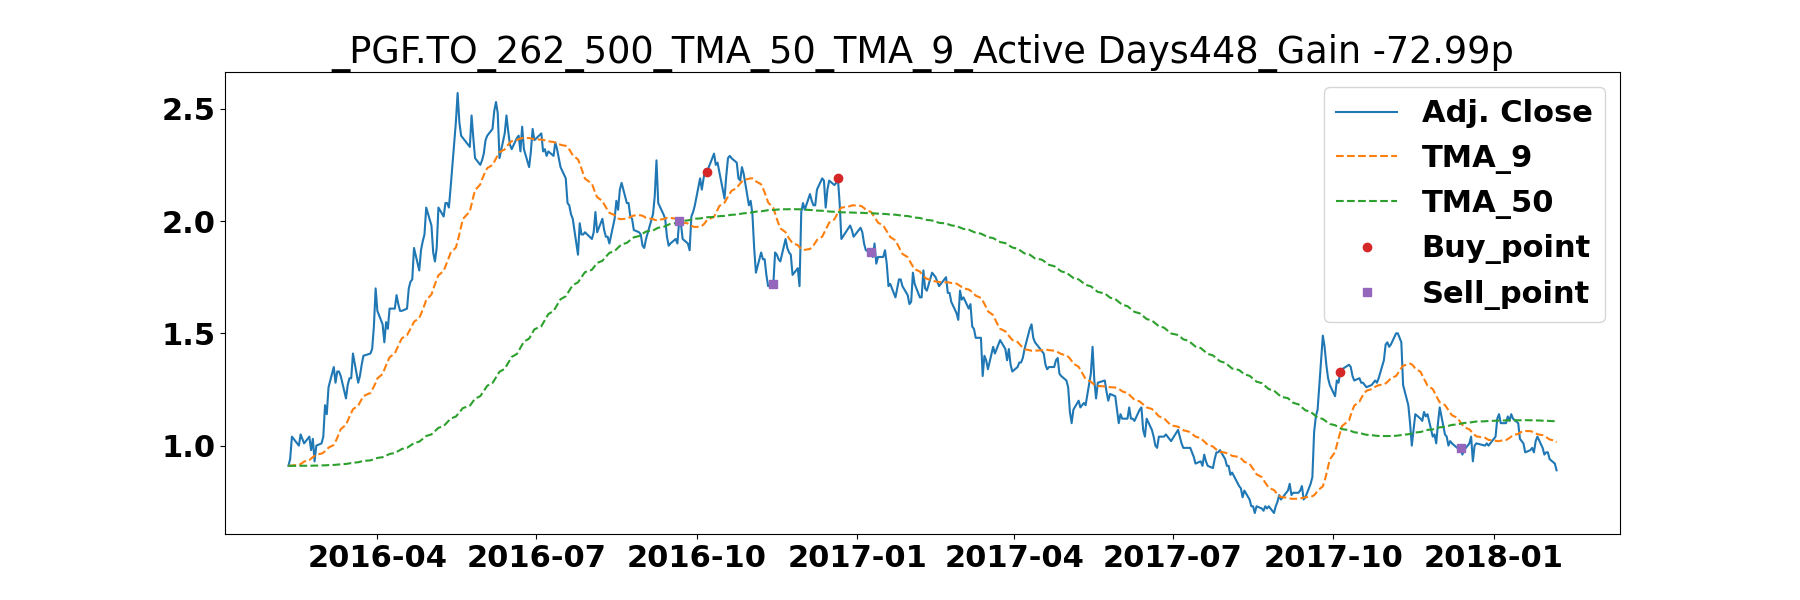 _PGF.TO_262_500_TMA_50_TMA_9_Active Days448_Gain -72.99p
2.5
2.0
1.5
1.0
Adj. Close
TMA_9
TMA_50
Buy_point
Sell_point
2016-04 2016-07 2016-10 2017-01 2017-04 2017-07 2017-10 2018-01